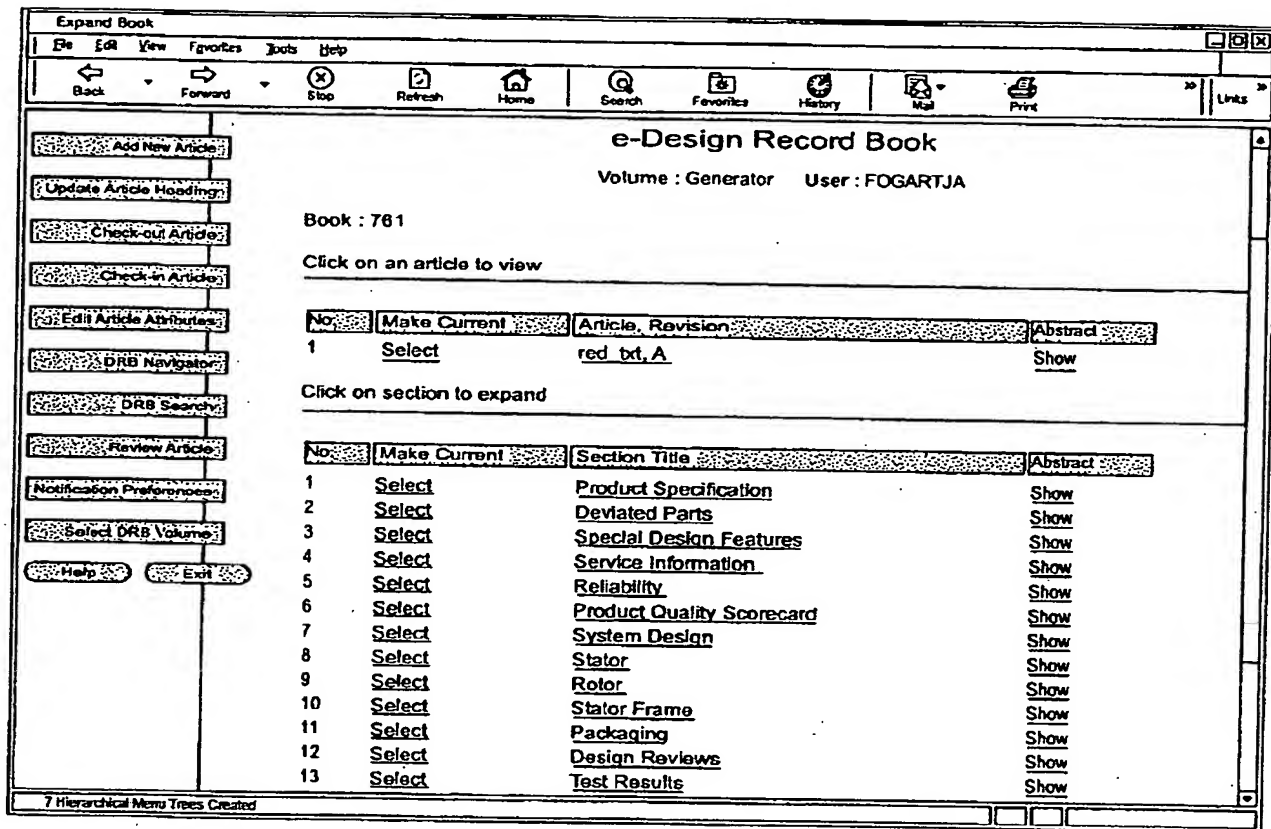 Expand Book
File Edit View Favorites Tools Help
Back Forward Stop Refresh Home Search Favorites History Mail Print » Links »
Add New Article
Update Article Heading
Check-out Article
Check-in Article
Edit Article Attributes
DRB Navigator
DRB Search
Review Article
Notification Preferences
Select DRB Volume
Help Exit
e-Design Record Book
Volume : Generator User : FOGARTJA
Book : 761
Click on an article to view
No. Make Current Article, Revision Abstract
1 Select red_txt, A Show
Click on section to expand
No. Make Current Section Title Abstract
1 Select Product Specification Show
2 Select Deviated Parts Show
3 Select Special Design Features Show
4 Select Service Information Show
5 Select Reliability Show
6 Select Product Quality Scorecard Show
7 Select System Design Show
8 Select Stator Show
9 Select Rotor Show
10 Select Stator Frame Show
11 Select Packaging Show
12 Select Design Reviews Show
13 Select Test Results Show
7 Hierarchical Menu Trees Created